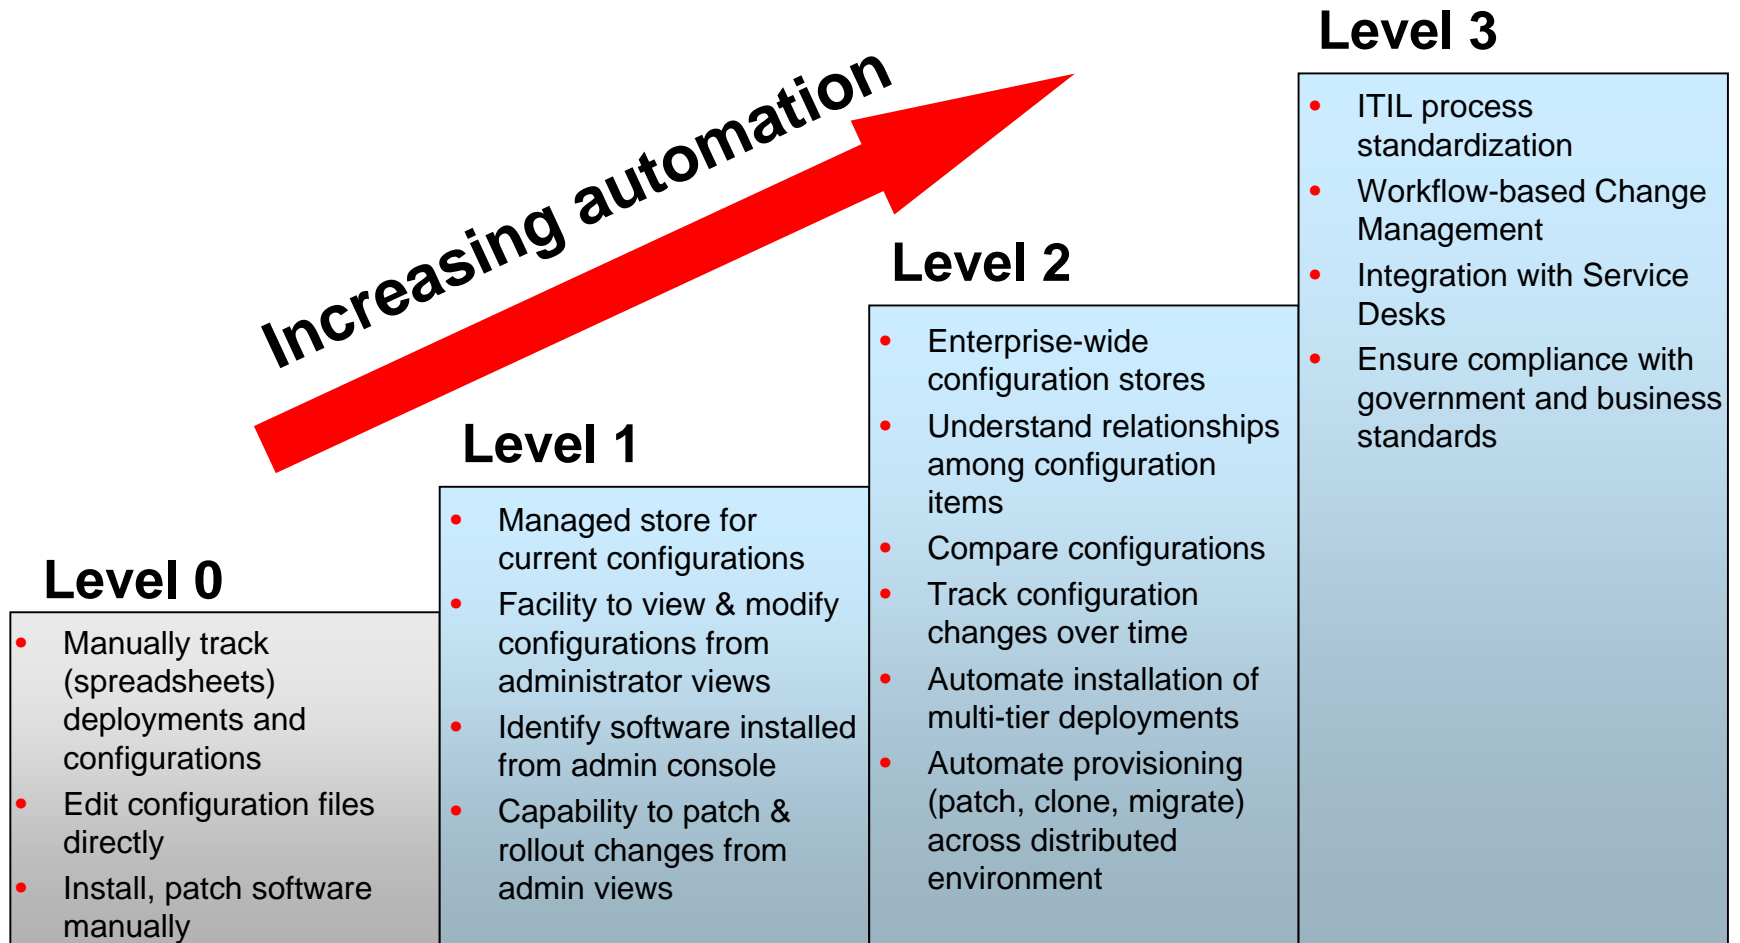 Increasing automation
Level 0
• Manually track
(spreadsheets)
deployments and
configurations
• Edit configuration files
directly
• Install, patch software
manually
Level 1
• Managed store for
current configurations
• Facility to view & modify
configurations from
administrator views
• Identify software installed
from admin console
• Capability to patch &
rollout changes from
admin views
Level 2
• Enterprise-wide
configuration stores
• Understand relationships
among configuration
items
• Compare configurations
• Track configuration
changes over time
• Automate installation of
multi-tier deployments
• Automate provisioning
(patch, clone, migrate)
across distributed
environment
Level 3
• ITIL process
standardization
• Workflow-based Change
Management
• Integration with Service
Desks
• Ensure compliance with
government and business
standards